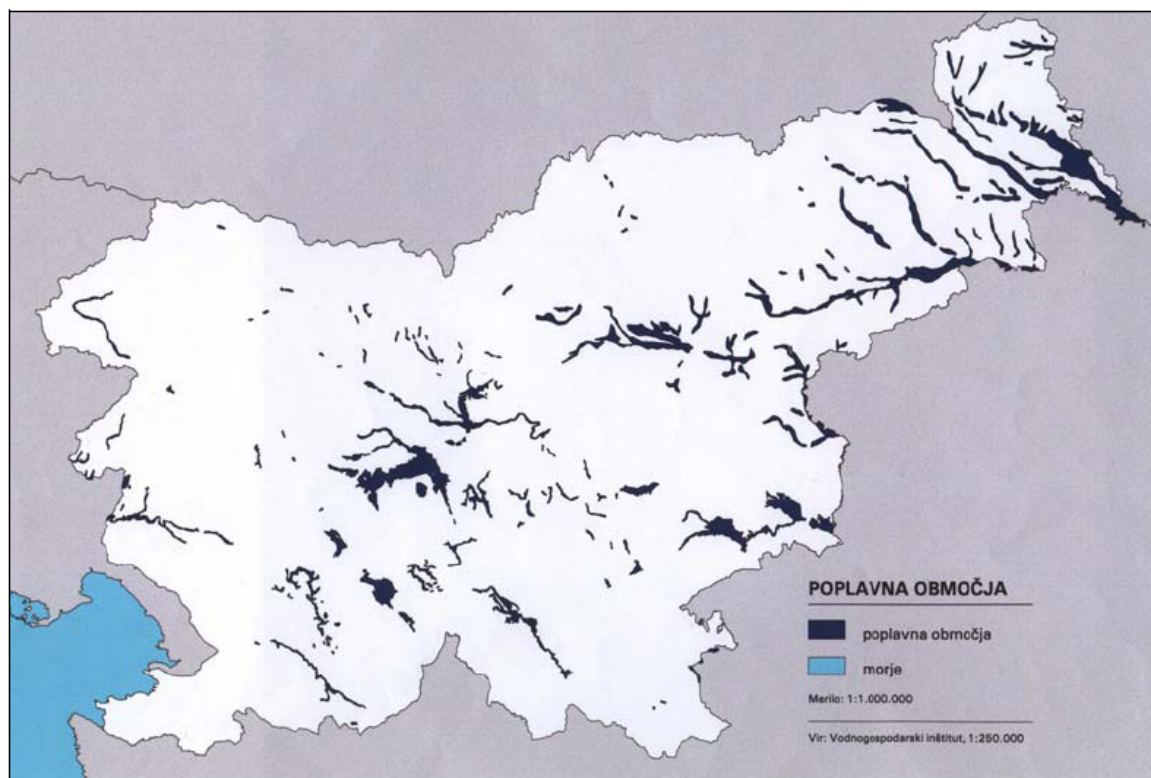 POPLAVNA OBMOČJA
poplavna območja
morje
Merilo: 1:1.000.000
Vir: Vodnogospodarski inštitut, 1:250.000